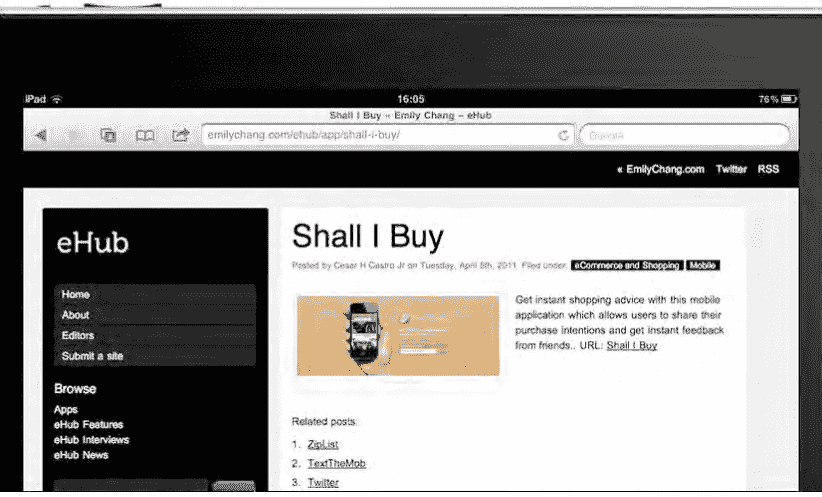 iPad
16:05
76%
Shall I Buy – Emily Chang – eHub
emilychang.com/ehub/app/shall-i-buy/
« EmilyChang.com Twitter RSS
eHub
Home
About
Editors
Submit a site
Browse
Apps
eHub Features
eHub Interviews
eHub News
Shall I Buy
Posted by Cesar H Castro Jr on Tuesday, April 5th, 2011. Filed under: eCommerce and Shopping Mobile
Get instant shopping advice with this mobile
application which allows users to share their
purchase intentions and get instant feedback
from friends.. URL: Shall I Buy
Related posts:
1. ZipList
2. TextTheMob
3. Twitter